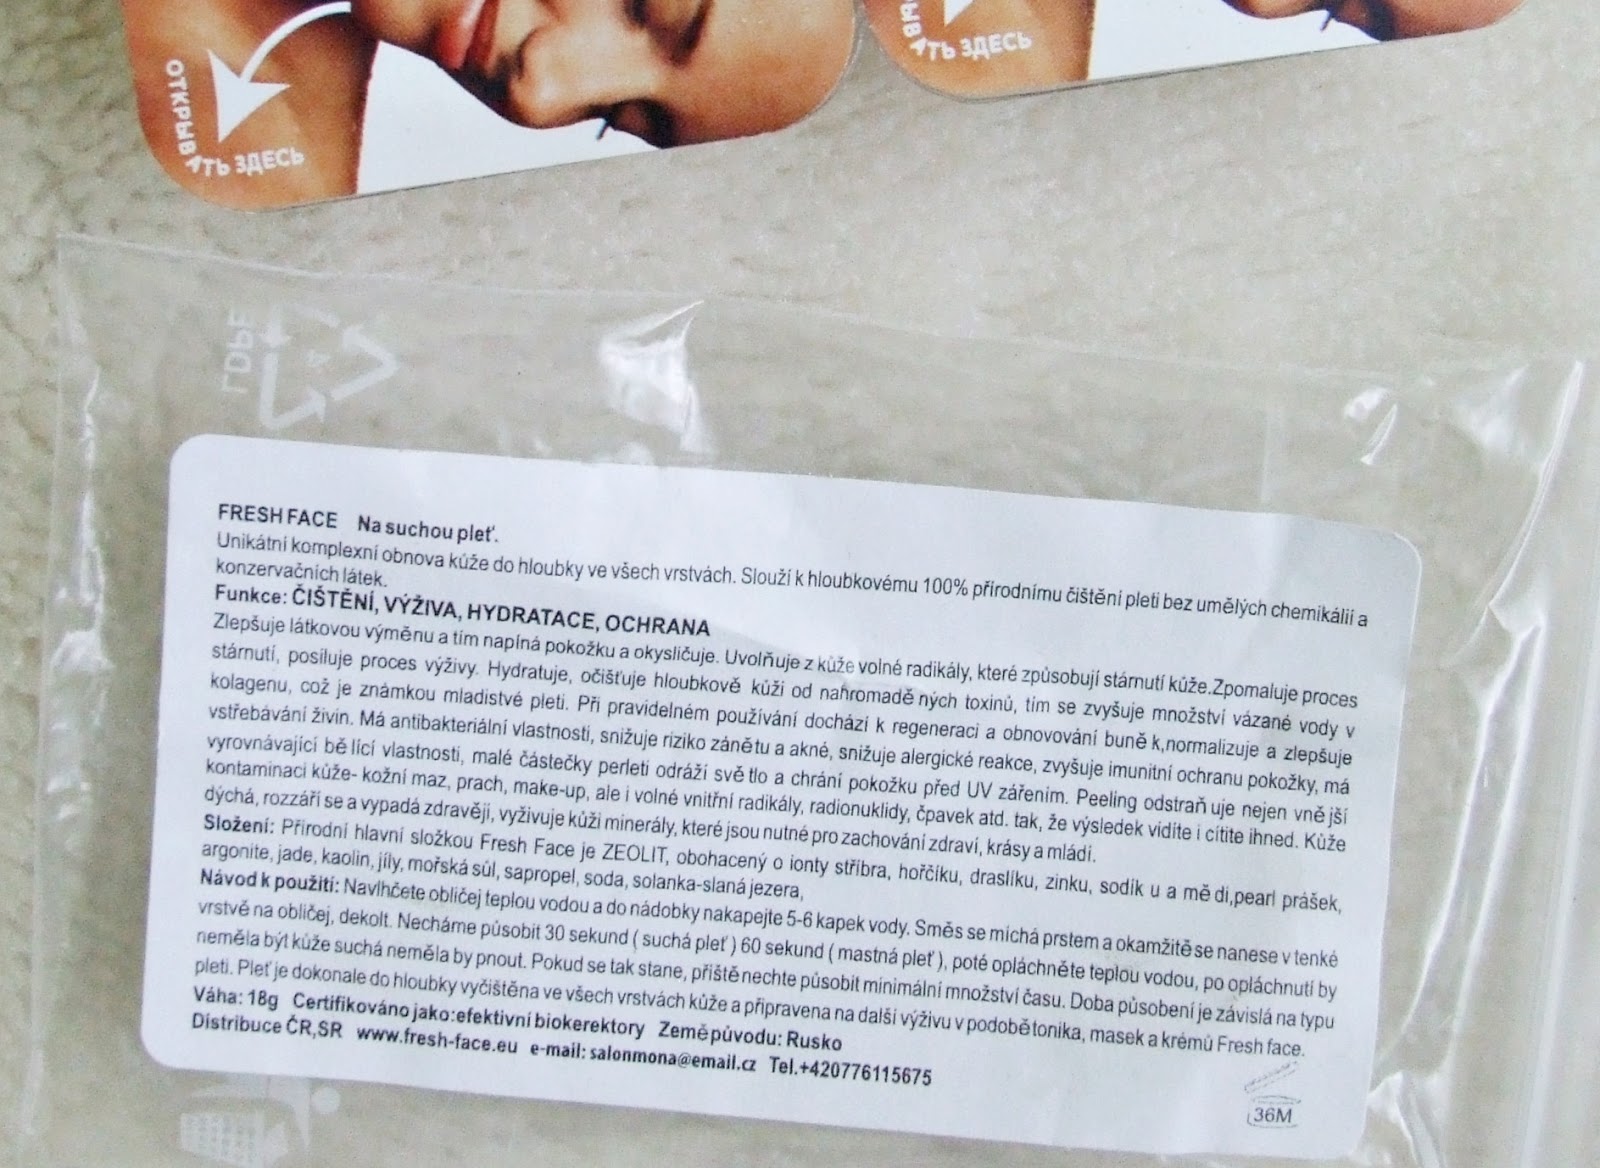 ОТКРЫВАТЬ ЗДЕСЬ
ЫВАТЬ ЗДЕСЬ
LDPE
4
FRESH FACE Na suchou pleť.
Unikátní komplexní obnova kůže do hloubky ve všech vrstvách. Slouží k hloubkovému 100% přírodnímu čištění pleti bez umělých chemikálií a
konzervačních látek.
Funkce: ČIŠTĚNÍ, VÝŽIVA, HYDRATACE, OCHRANA
Zlepšuje látkovou výměnu a tím napíná pokožku a okysličuje. Uvolňuje z kůže volné radikály, které způsobují stárnutí kůže.Zpomaluje proces
stárnutí, posiluje proces výživy. Hydratuje, očišťuje hloubkově kůži od nahromadě ných toxinů, tím se zvyšuje množství vázané vody v
kolagenu, což je známkou mladistvé pleti. Při pravidelném používání dochází k regeneraci a obnovování buně k,normalizuje a zlepšuje
vstřebávání živin. Má antibakteriální vlastnosti, snižuje riziko zánětu a akné, snižuje alergické reakce, zvyšuje imunitní ochranu pokožky, má
vyrovnávající bě lící vlastnosti, malé částečky perleti odráží svě tlo a chrání pokožku před UV zářením. Peeling odstraň uje nejen vně jší
kontaminaci kůže- kožní maz, prach, make-up, ale i volné vnitřní radikály, radionuklidy, čpavek atd. tak, že výsledek vidíte i cítíte ihned. Kůže
dýchá, rozzáří se a vypadá zdravěji, vyživuje kůži minerály, které jsou nutné pro zachování zdraví, krásy a mládí.
Složení: Přírodní hlavní složkou Fresh Face je ZEOLIT, obohacený o ionty stříbra, hořčíku, draslíku, zinku, sodík u a mě di,pearl prášek,
argonite, jade, kaolin, jíly, mořská sůl, sapropel, soda, solanka-slaná jezera,
Návod k použití: Navlhčete obličej teplou vodou a do nádobky nakapejte 5-6 kapek vody. Směs se míchá prstem a okamžitě se nanese v tenké
vrstvě na obličej, dekolt. Necháme působit 30 sekund ( suchá pleť ) 60 sekund ( mastná pleť ), poté opláchněte teplou vodou, po opláchnutí by
neměla být kůže suchá neměla by pnout. Pokud se tak stane, příště nechte působit minimální množství času. Doba působení je závislá na typu
pleti. Pleť je dokonale do hloubky vyčištěna ve všech vrstvách kůže a připravena na další výživu v podobě tonika, masek a krémů Fresh face.
Váha: 18g Certifikováno jako:efektivní biokerektory Země původu: Rusko
Distribuce ČR,SR www.fresh-face.eu e-mail: salonmona@email.cz Tel.+420776115675
36M